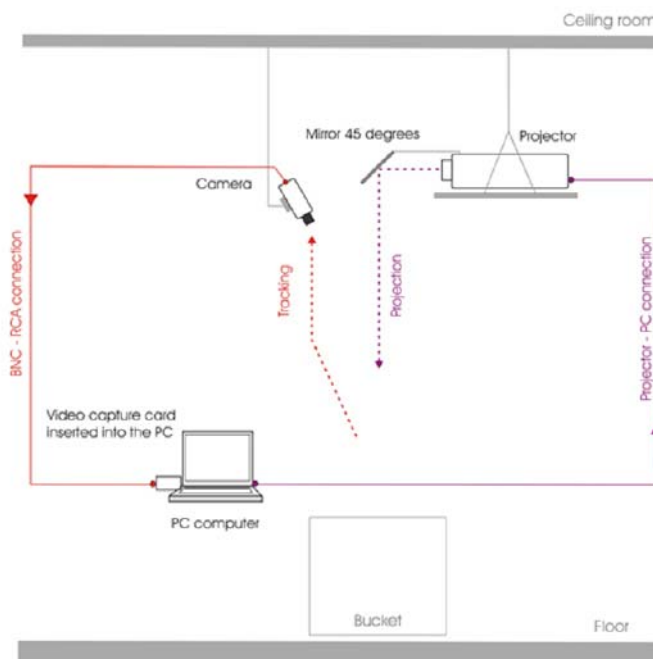 Ceiling room
Mirror 45 degrees
Projector
Camera
BNC - RCA connection
Tracking
Projection
Projector - PC connection
Video capture card
inserted into the PC
PC computer
Bucket
Floor